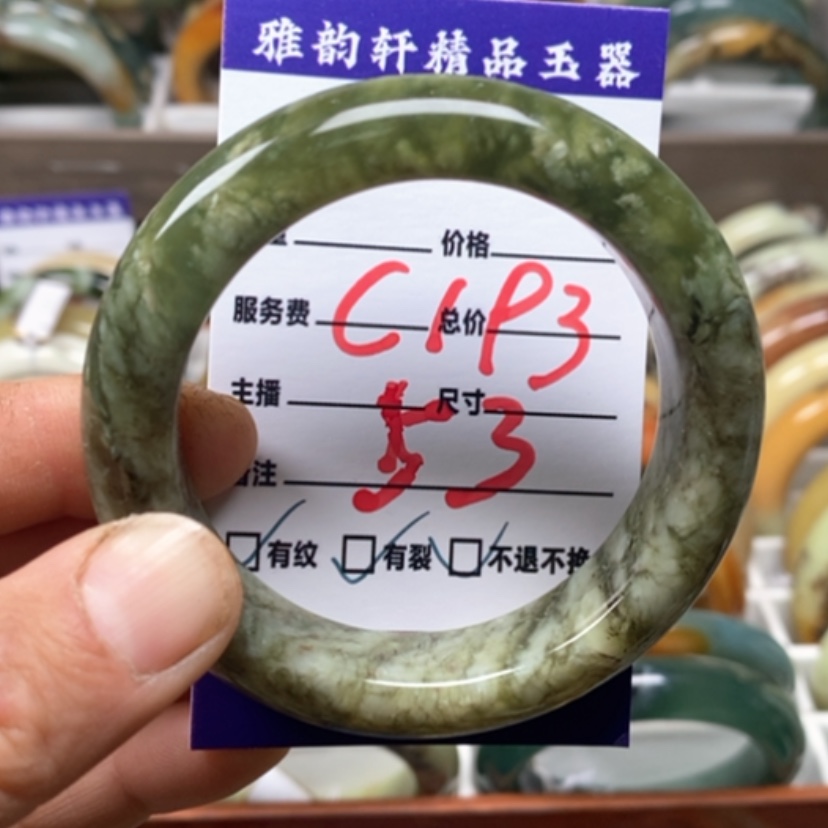 雅韵轩精品玉器
价格
服务费 总价
C1P3
主播 尺寸
53
备注
有纹 有裂 不退不换